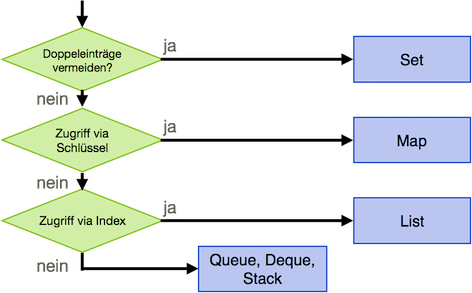 Doppeleinträge
vermeiden?
ja
Set
nein
Zugriff via
Schlüssel
ja
Map
nein
Zugriff via Index
ja
List
nein
Queue, Deque,
Stack